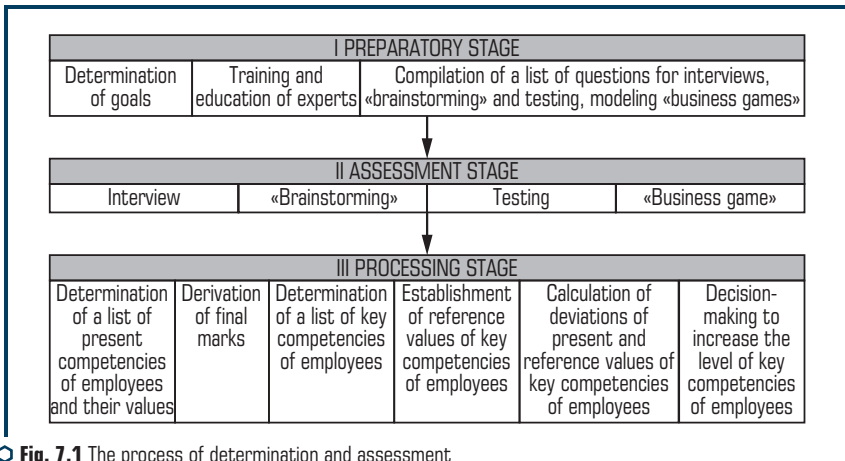 I PREPARATORY STAGE
Determination
of goals
Training and
education of experts
Compilation of a list of questions for interviews,
«brainstorming» and testing, modeling «business games»
II ASSESSMENT STAGE
Interview
«Brainstorming»
Testing
«Business game»
III PROCESSING STAGE
Determination
of a list of
present
competencies
of employees
and their values
Derivation
of final
marks
Determination
of a list of key
competencies
of employees
Establishment
of reference
values of key
competencies
of employees
Calculation of
deviations of
present and
reference values of
key competencies
of employees
Decision-
making to
increase the
level of key
competencies
of employees
Fig. 7.1 The process of determination and assessment